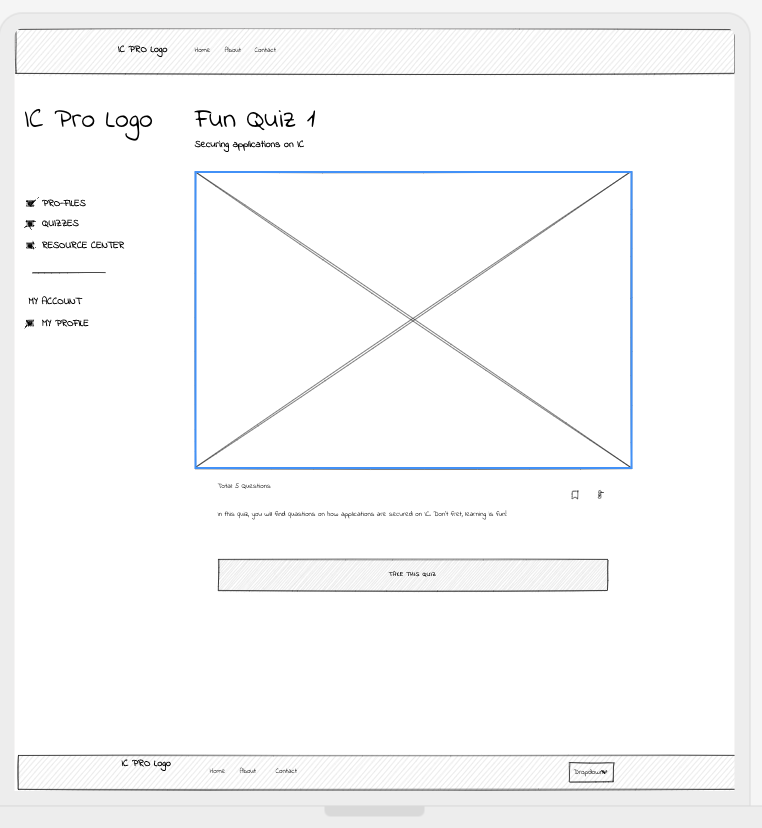 IC PRO Logo Home About Contact
IC Pro Logo
Fun Quiz 1
Securing applications on IC
PRO-FILES
QUIZZES
RESOURCE CENTER
MY ACCOUNT
MY PROFILE
Total 5 Questions
In this quiz, you will find questions on how applications are secured on IC. Don't fret, learning is fun!
TAKE THIS QUIZ
IC PRO Logo Home About Contact Dropdown